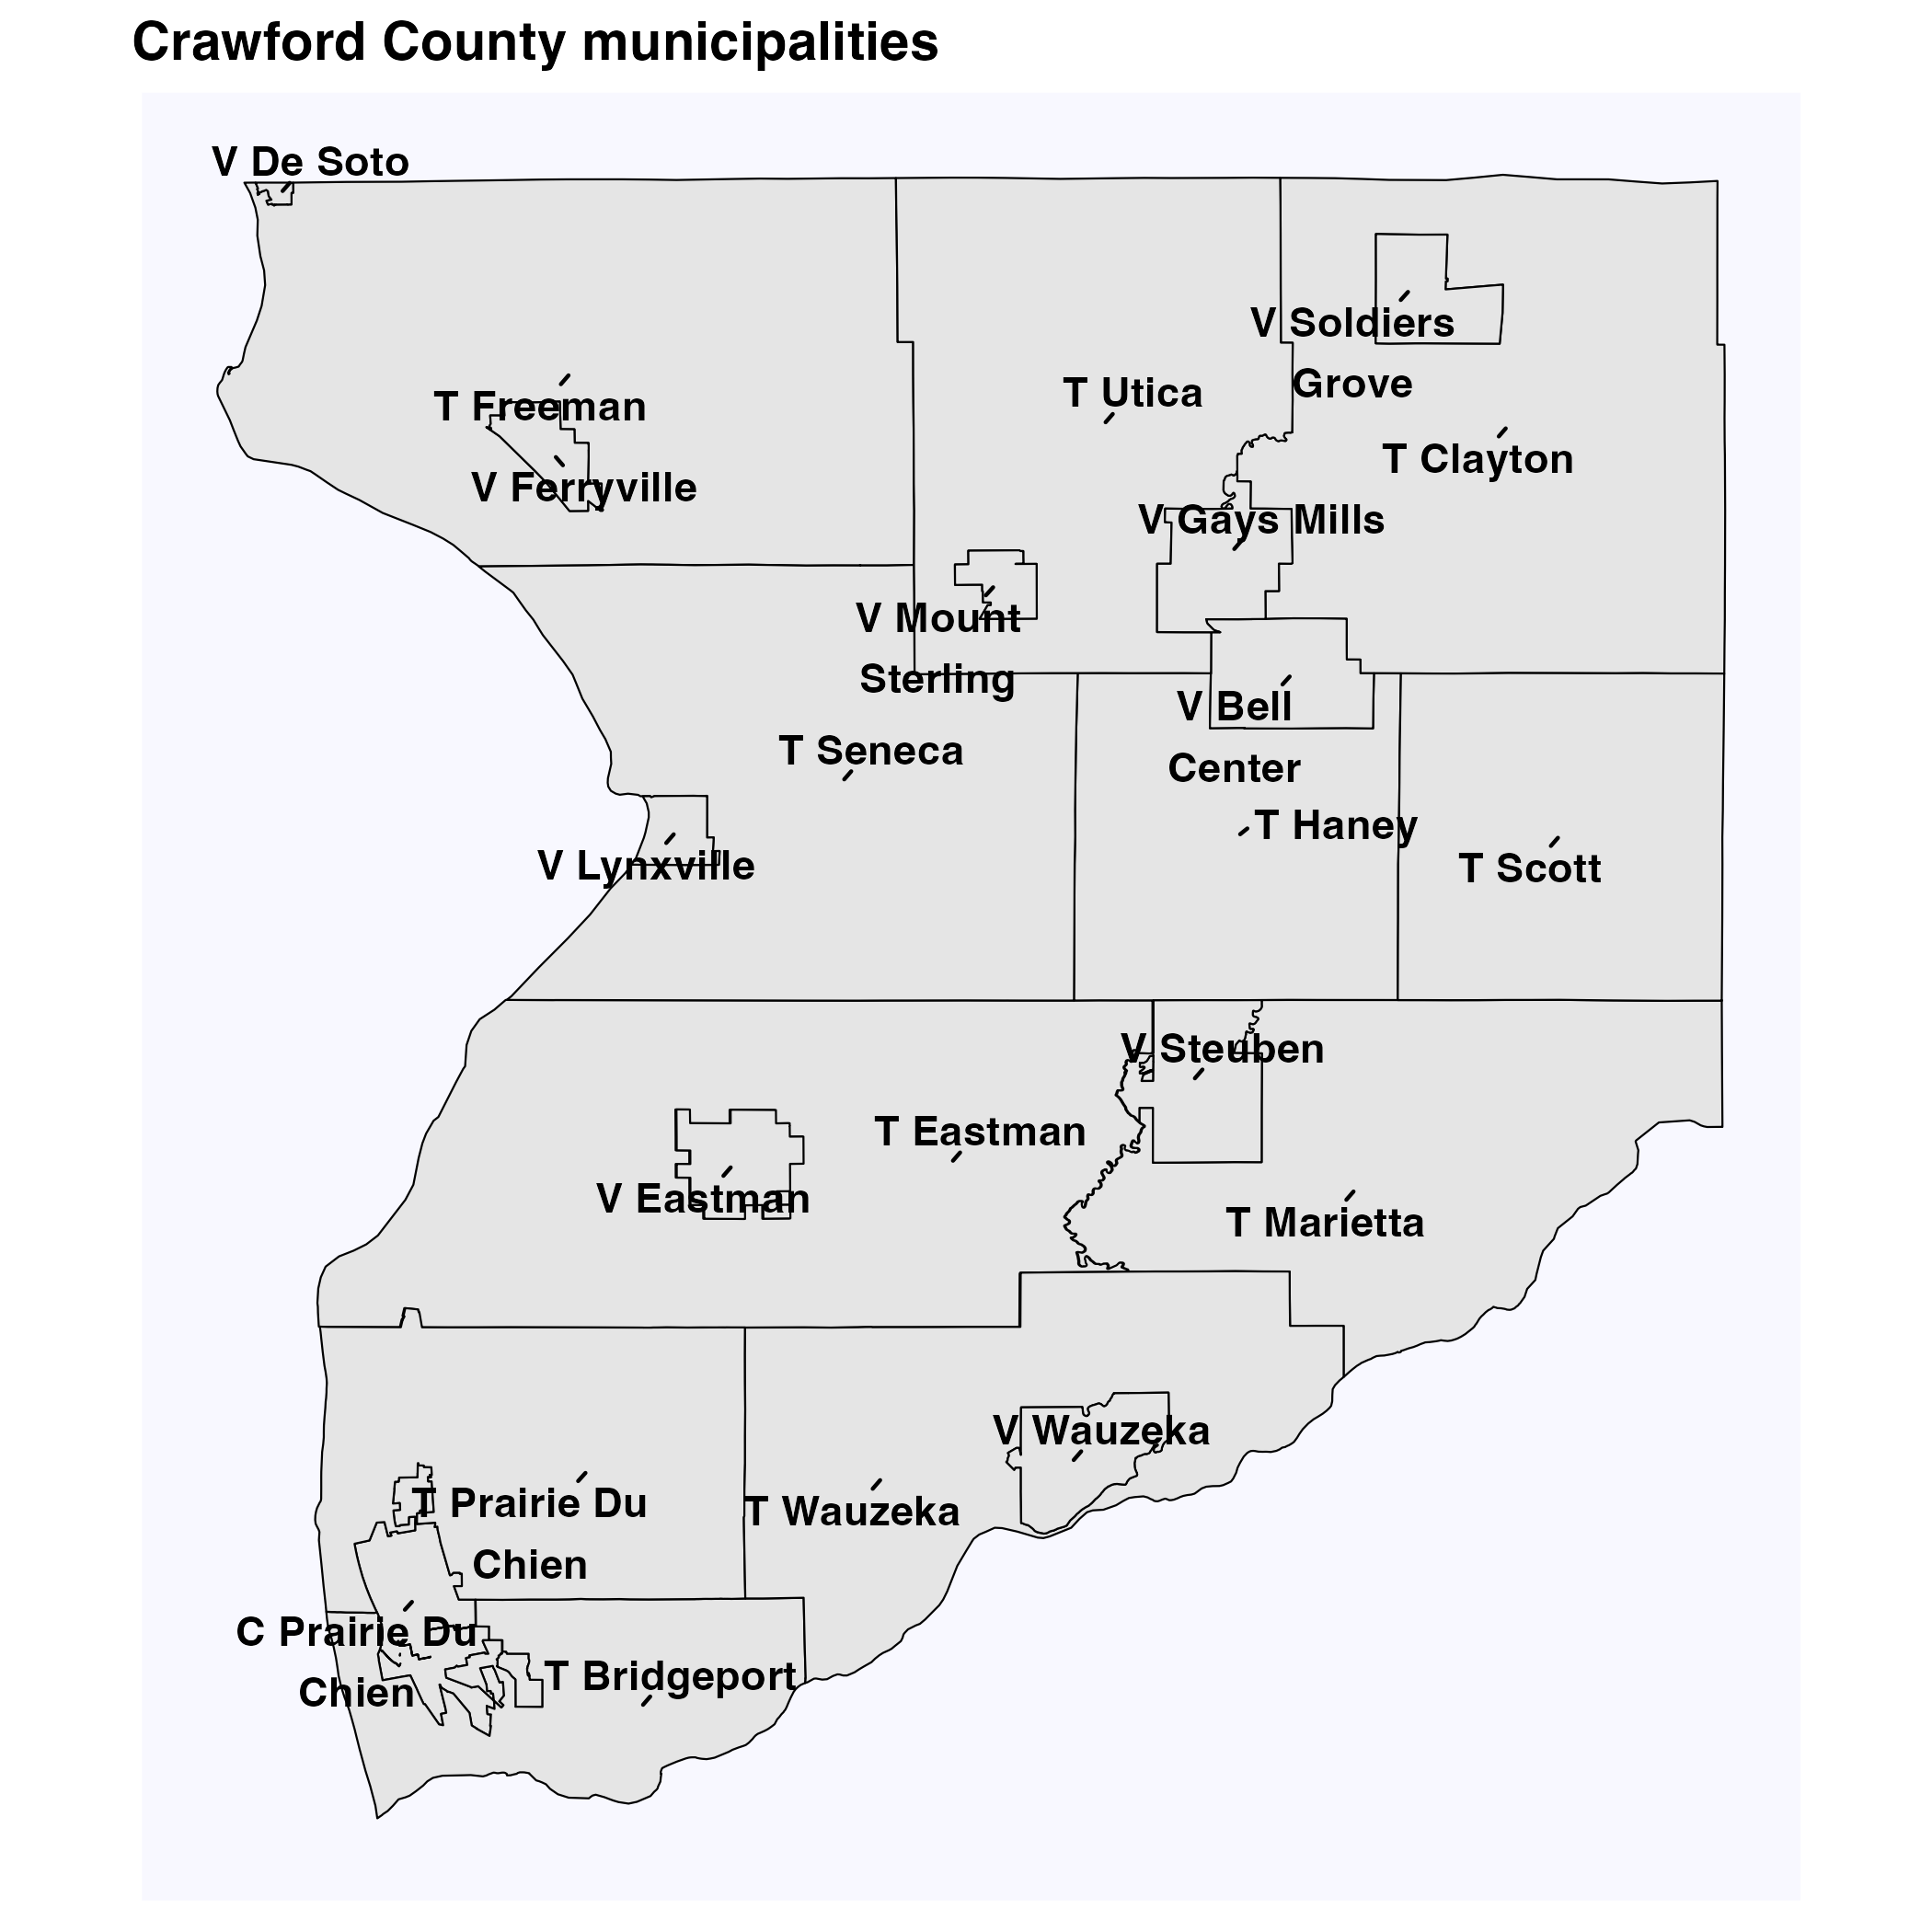 Crawford County municipalities
V De Soto
V Soldiers
Grove
T Utica
T Freeman
T Clayton
V Ferryville
V Gays Mills
V Mount
Sterling
V Bell
Center
T Seneca
T Haney
V Lynxville
T Scott
V Steuben
T Eastman
V Eastman
T Marietta
V Wauzeka
T Prairie Du
Chien
T Wauzeka
C Prairie Du
Chien
T Bridgeport